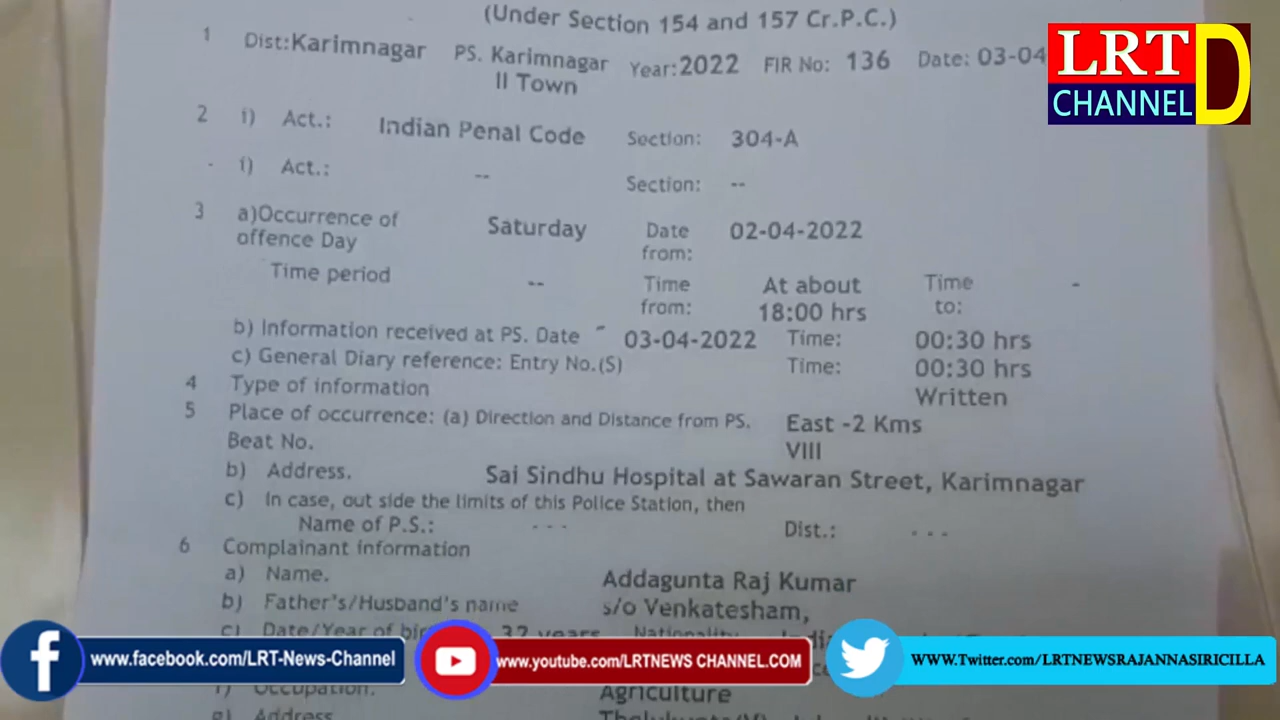 (Under Section 154 and 157 Cr.P.C.)
1 Dist:Karimnagar PS. Karimnagar II Town Year:2022 FIR No: 136 Date: 03-04
LRT
CHANNEL
D
2 i) Act.: Indian Penal Code Section: 304-A
- i) Act.: -- Section: --
3 a)Occurrence of offence Day Saturday Date from: 02-04-2022
Time period -- Time from: At about 18:00 hrs Time to: -
b) Information received at PS. Date 03-04-2022 Time: 00:30 hrs
c) General Diary reference: Entry No.(S) Time: 00:30 hrs
4 Type of information Written
5 Place of occurrence: (a) Direction and Distance from PS. East -2 Kms
Beat No. VIII
b) Address. Sai Sindhu Hospital at Sawaran Street, Karimnagar
c) In case, out side the limits of this Police Station, then
Name of P.S.: --- Dist.: ---
6 Complainant information
a) Name. Addagunta Raj Kumar
b) Father's/Husband's name s/o Venkatesham,
c) Date/Year of 32 years
www.facebook.com/LRT-News-Channel
www.youtube.com/LRTNEWS CHANNEL.COM
WWW.Twitter.com/LRTNEWSRAJANNASIRICILLA
f) Occupation. Agriculture
g) Address